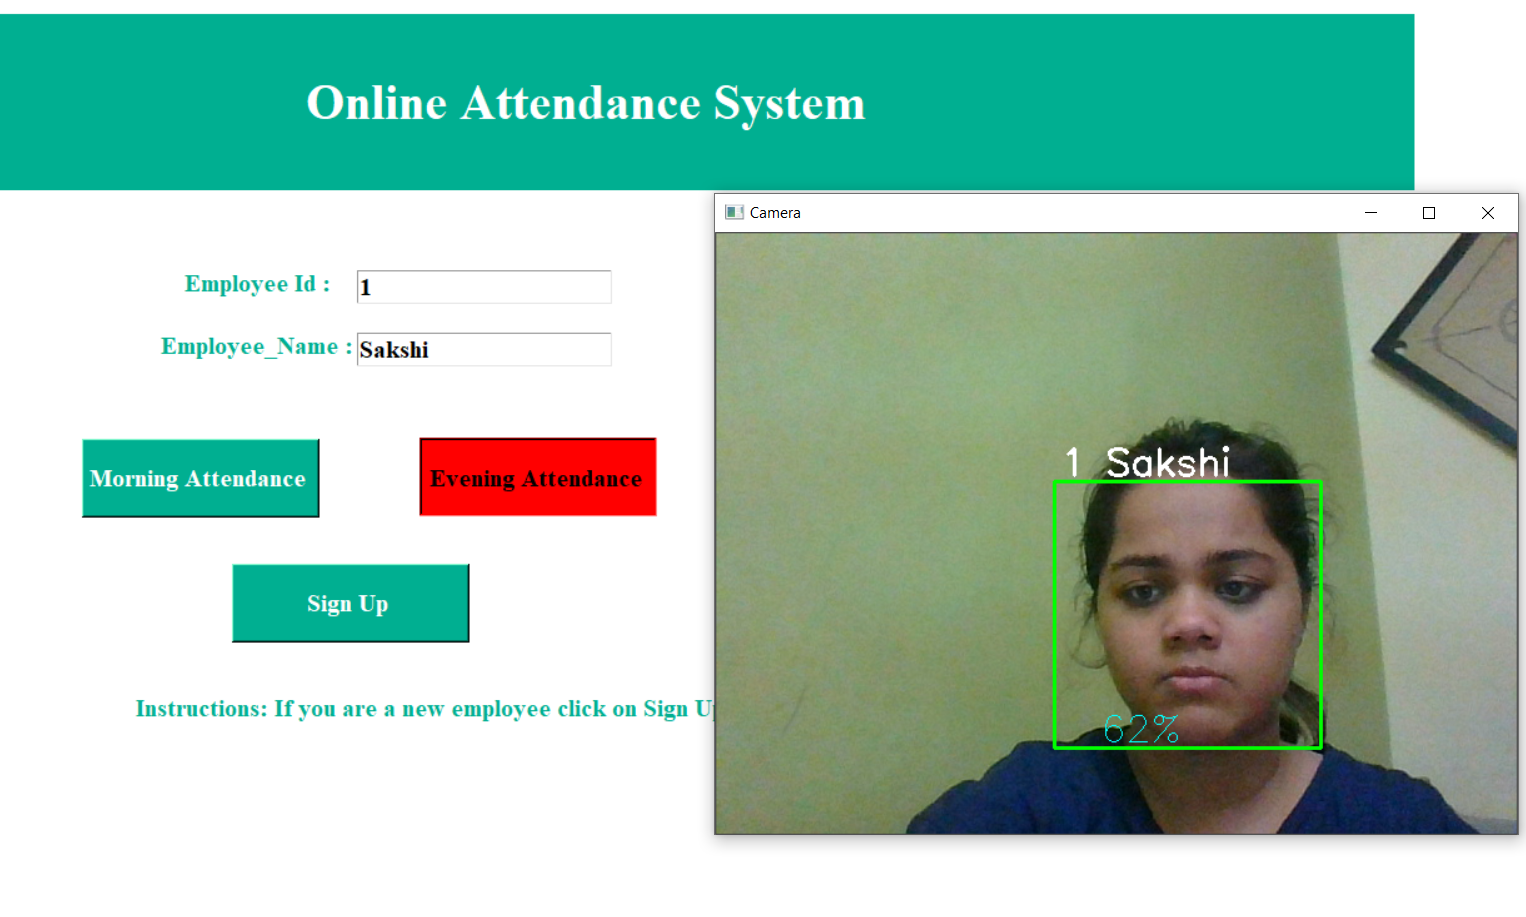 Online Attendance System
Employee Id : 1
Employee_Name : Sakshi
Morning Attendance
Evening Attendance
Sign Up
Instructions: If you are a new employee click on Sign
Camera
1 Sakshi
62%